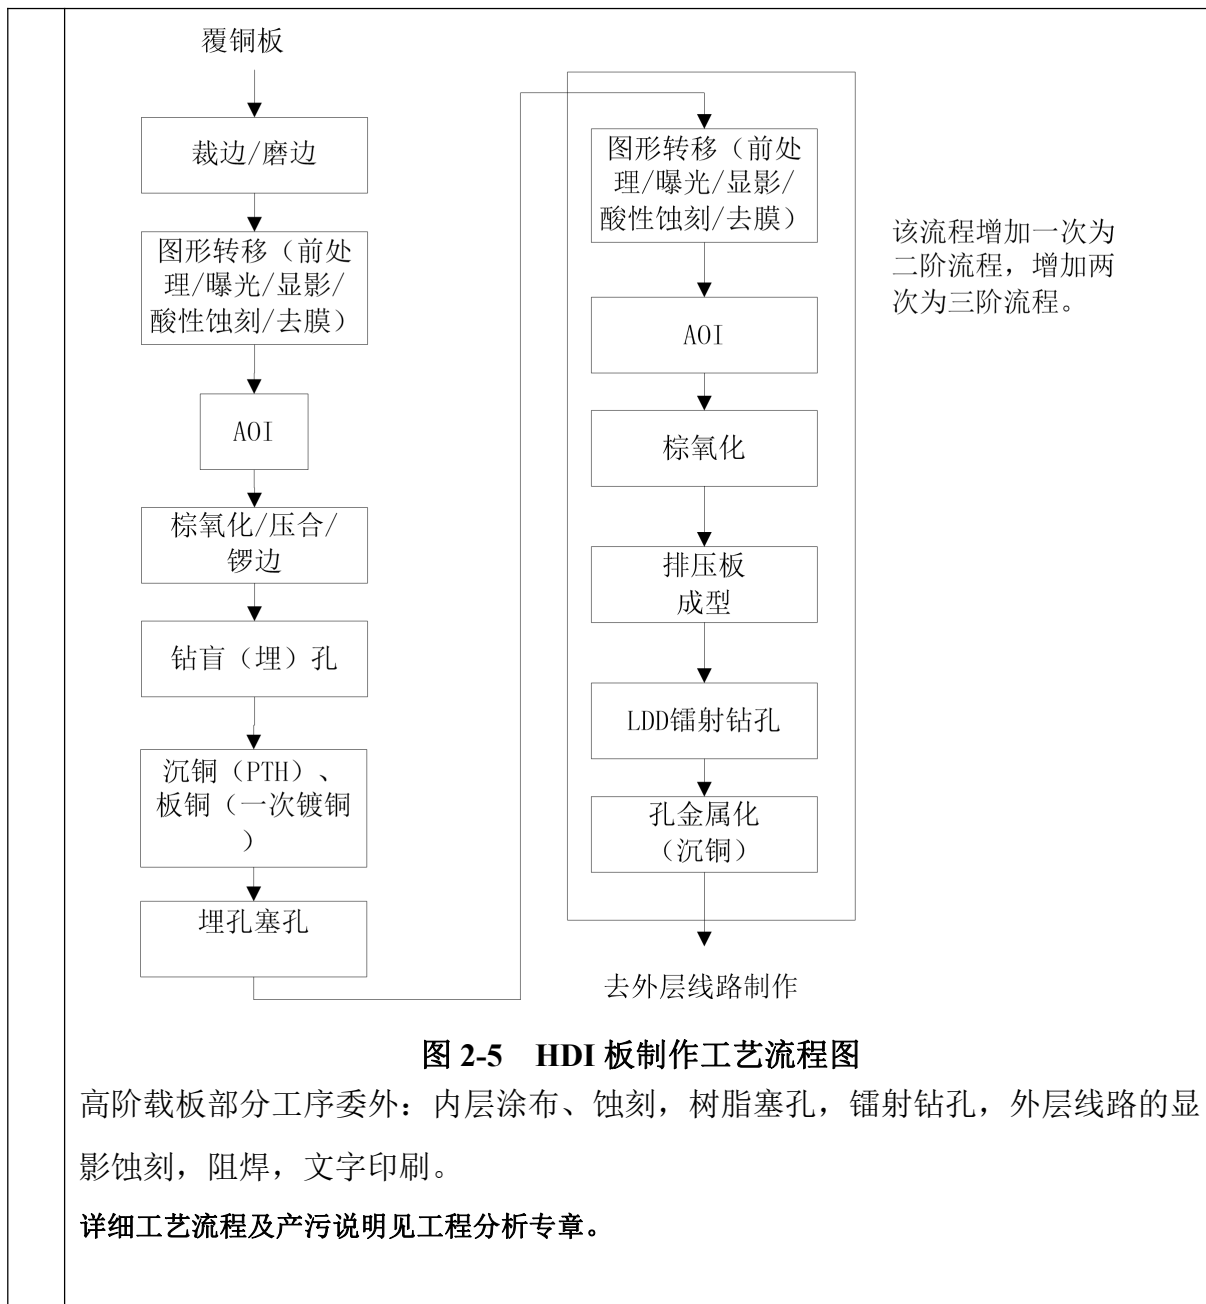 覆铜板
裁边/磨边
图形转移（前处
理/曝光/显影/
酸性蚀刻/去膜）
AOI
棕氧化/压合/
锣边
钻盲（埋）孔
沉铜（PTH）、
板铜（一次镀铜
）
埋孔塞孔
图形转移（前处
理/曝光/显影/
酸性蚀刻/去膜）
AOI
棕氧化
排压板
成型
LDD镭射钻孔
孔金属化
（沉铜）
去外层线路制作
该流程增加一次为
二阶流程，增加两
次为三阶流程。
图 2-5 HDI 板制作工艺流程图
高阶载板部分工序委外：内层涂布、蚀刻，树脂塞孔，镭射钻孔，外层线路的显
影蚀刻，阻焊，文字印刷。
详细工艺流程及产污说明见工程分析专章。